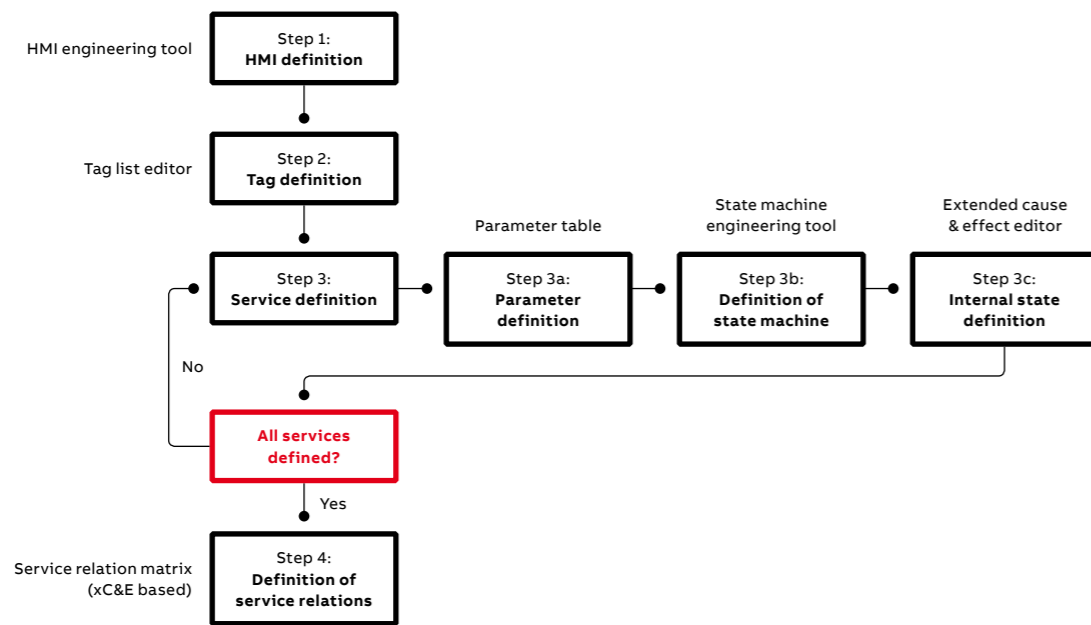 HMI engineering tool
Step 1:
HMI definition
Tag list editor
Step 2:
Tag definition
Step 3:
Service definition
Parameter table
Step 3a:
Parameter
definition
State machine
engineering tool
Step 3b:
Definition of
state machine
Extended cause
& effect editor
Step 3c:
Internal state
definition
No
All services
defined?
Yes
Service relation matrix
(xC&E based)
Step 4:
Definition of
service relations